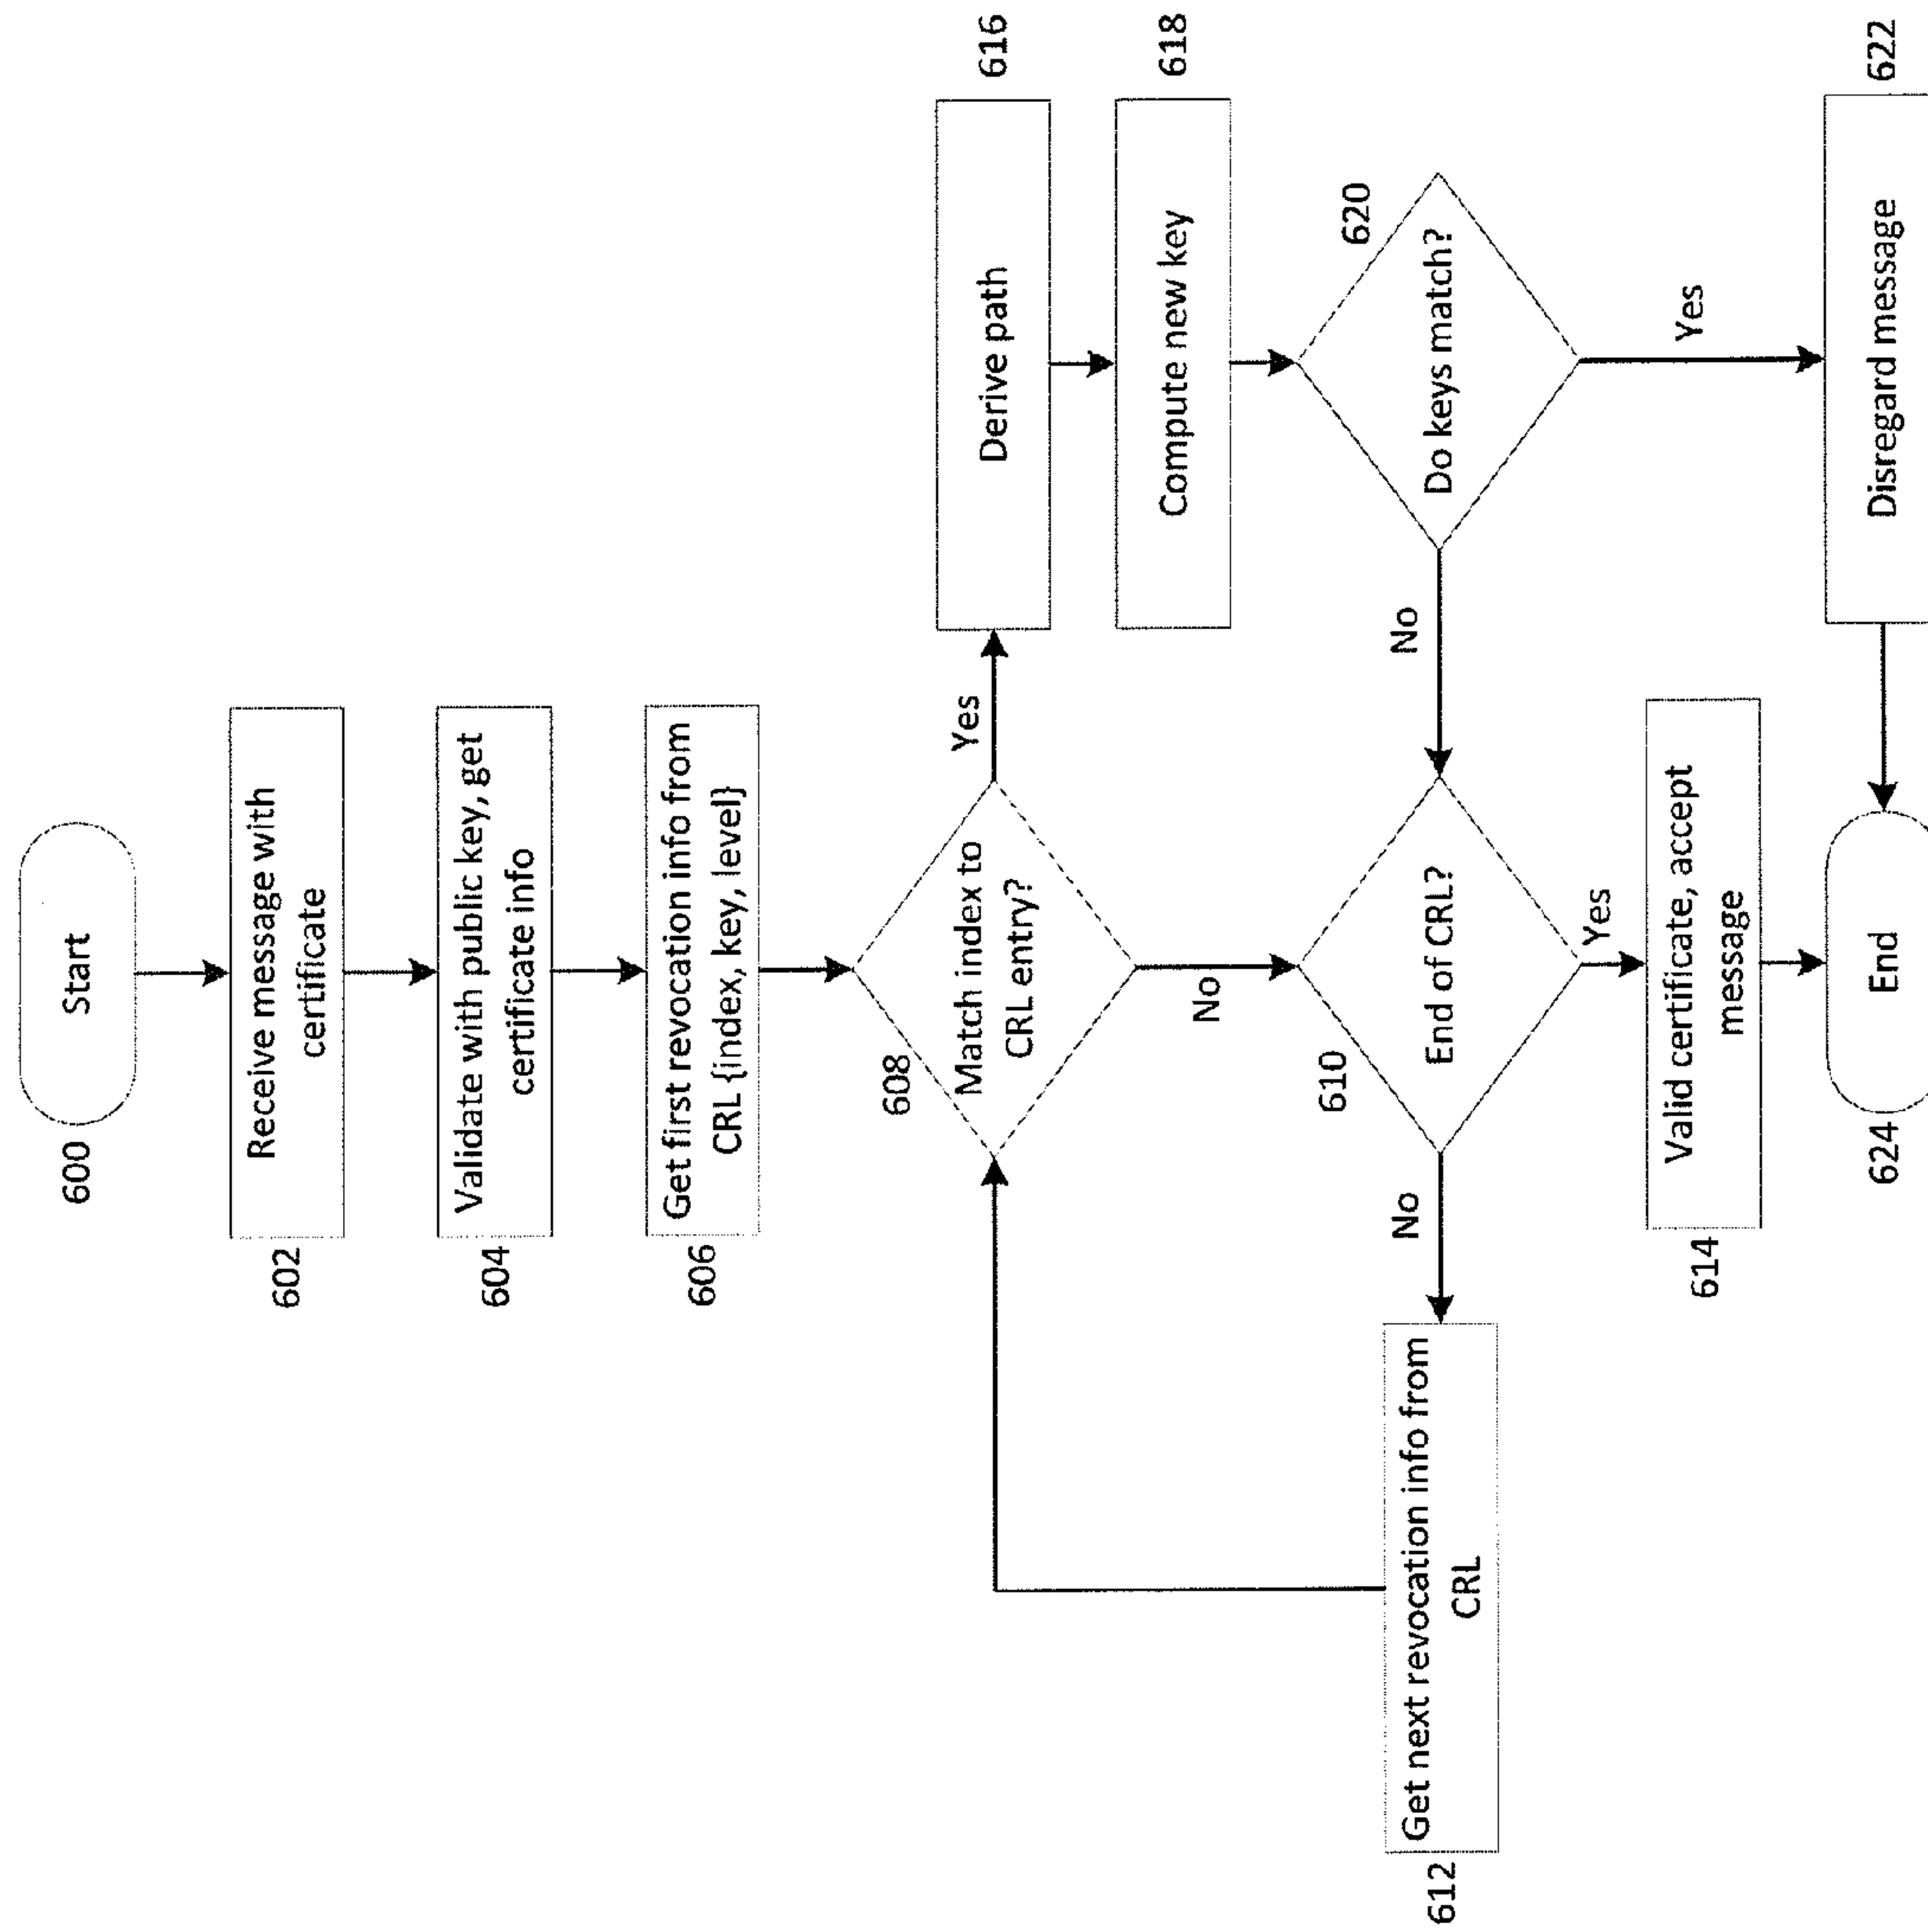 600
Start
602
Receive message with
certificate
604
Validate with public key, get
certificate info
606
Get first revocation info from
CRL {index, key, level}
608
Match index to
CRL entry?
Yes
No
Derive path
616
Compute new key
618
620
Do keys match?
No
Yes
610
End of CRL?
No
Yes
612
Get next revocation info from
CRL
614
Valid certificate, accept
message
Disregard message
622
624
End